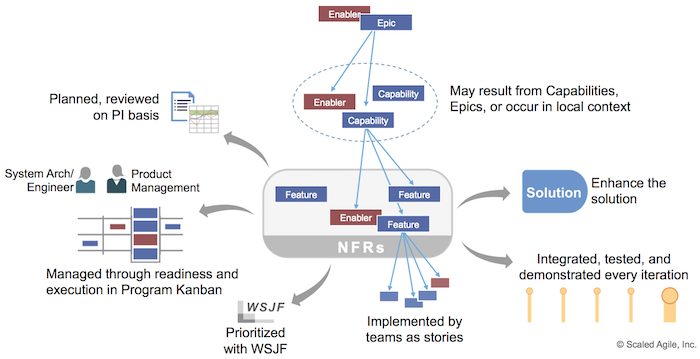 Enabler
Epic
Planned, reviewed
on PI basis
Enabler
Capability
Capability
May result from Capabilities,
Epics, or occur in local context
System Arch/
Engineer
Product
Management
Feature
Feature
Enabler
Feature
NFRs
Solution
Enhance the
solution
Managed through readiness and
execution in Program Kanban
Integrated, tested, and
demonstrated every iteration
WSJF
Prioritized
with WSJF
Implemented by
teams as stories
© Scaled Agile, Inc.